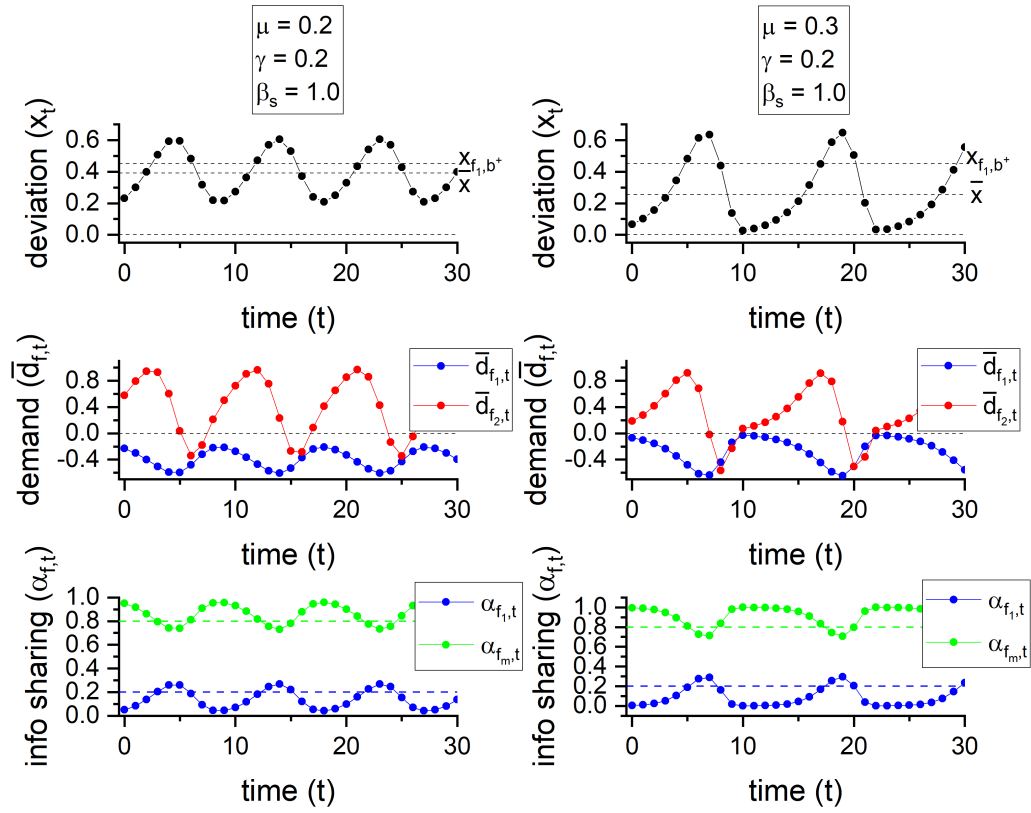 μ = 0.2
γ = 0.2
βs = 1.0
μ = 0.3
γ = 0.2
βs = 1.0
deviation (xt)
0.6
0.4
0.2
0.0
xf1,b+
x̅
0 10 20 30
time (t)
deviation (xt)
0.6
0.4
0.2
0.0
xf1,b+
x̅
0 10 20 30
time (t)
demand (d̅f,t)
0.8
0.4
0.0
-0.4
d̅f1,t
d̅f2,t
0 10 20 30
time (t)
demand (d̅f,t)
0.8
0.4
0.0
-0.4
d̅f1,t
d̅f2,t
0 10 20 30
time (t)
info sharing (αf,t)
1.0
0.8
0.6
0.4
0.2
0.0
αf1,t
αfm,t
0 10 20 30
time (t)
info sharing (αf,t)
1.0
0.8
0.6
0.4
0.2
0.0
αf1,t
αfm,t
0 10 20 30
time (t)